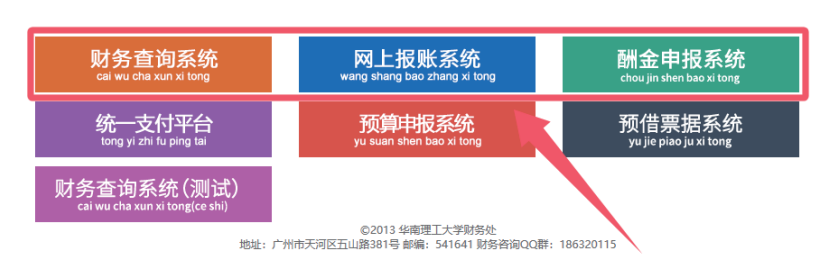 财务查询系统
cai wu cha xun xi tong
网上报账系统
wang shang bao zhang xi tong
酬金申报系统
chou jin shen bao xi tong
统一支付平台
tong yi zhi fu ping tai
预算申报系统
yu suan shen bao xi tong
预借票据系统
yu jie piao ju xi tong
财务查询系统(测试)
cai wu cha xun xi tong(ce shi)
©2013 华南理工大学财务处
地址：广州市天河区五山路381号 邮编：541641 财务咨询QQ群：186320115